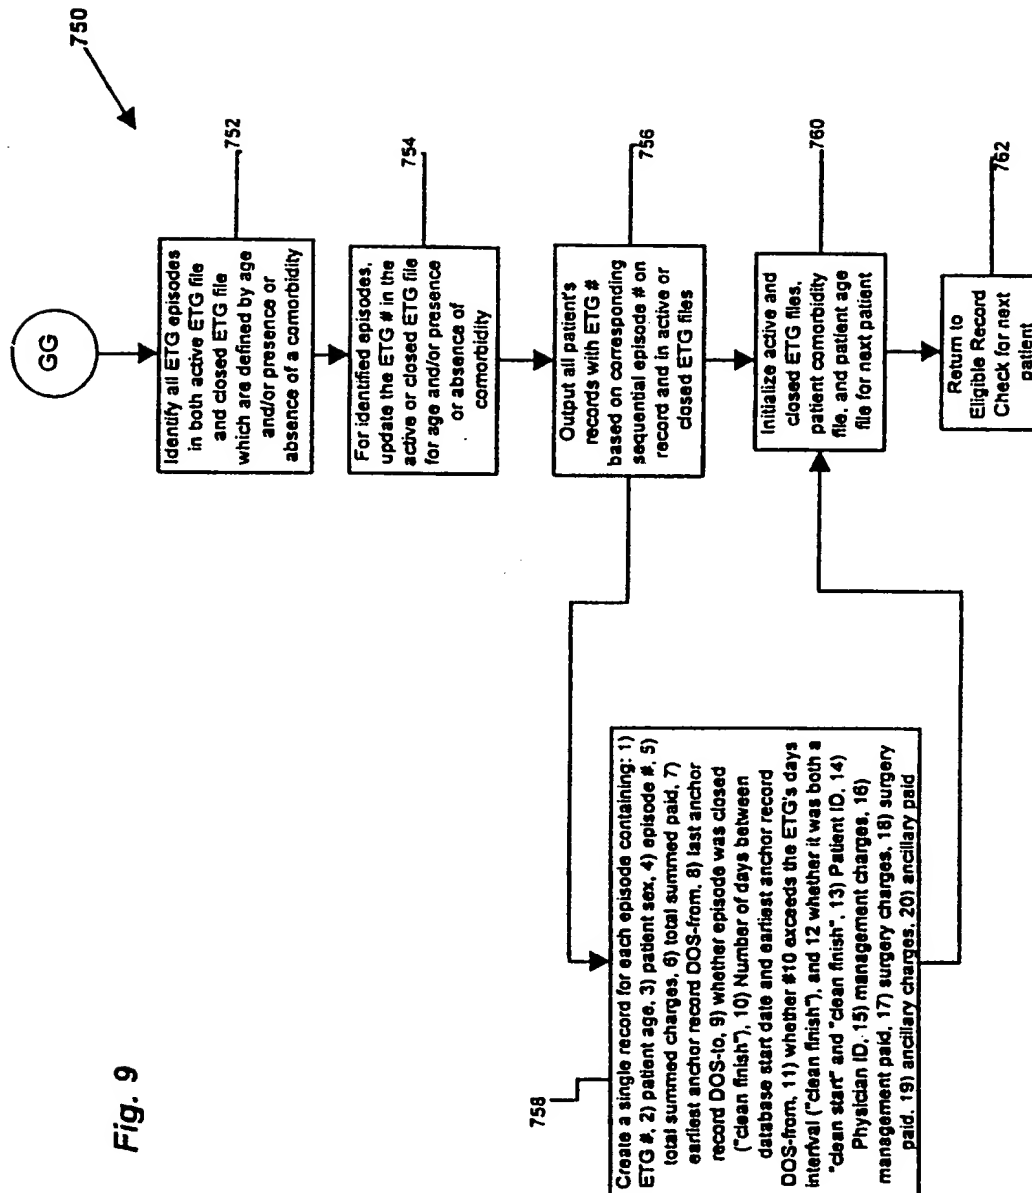 Fig. 9
750
GG
752
Identify all ETG episodes
in both active ETG file
and closed ETG file
which are defined by age
and/or presence or
absence of a comorbidity
754
For identified episodes,
update the ETG # in the
active or closed ETG file
for age and/or presence
or absence of
comorbidity
756
Output all patient's
records with ETG #
based on corresponding
sequential episode # on
record and in active or
closed ETG files
758
Create a single record for each episode containing: 1)
ETG #, 2) patient age, 3) patient sex, 4) episode #, 5)
total summed charges, 6) total summed paid, 7)
earliest anchor record DOS-from, 8) last anchor
record DOS-to, 9) whether episode was closed
("clean finish"), 10) Number of days between
database start date and earliest anchor record
DOS-from, 11) whether #10 exceeds the ETG's days
interval ("clean finish"), and 12 whether it was both a
"clean start" and "clean finish", 13) Patient ID, 14)
Physician ID, 15) management charges, 16)
management paid, 17) surgery charges, 18) surgery
paid, 19) ancillary charges, 20) ancillary paid
760
Initialize active and
closed ETG files,
patient comorbidity
file, and patient age
file for next patient
762
Return to
Eligible Record
Check for next
patient